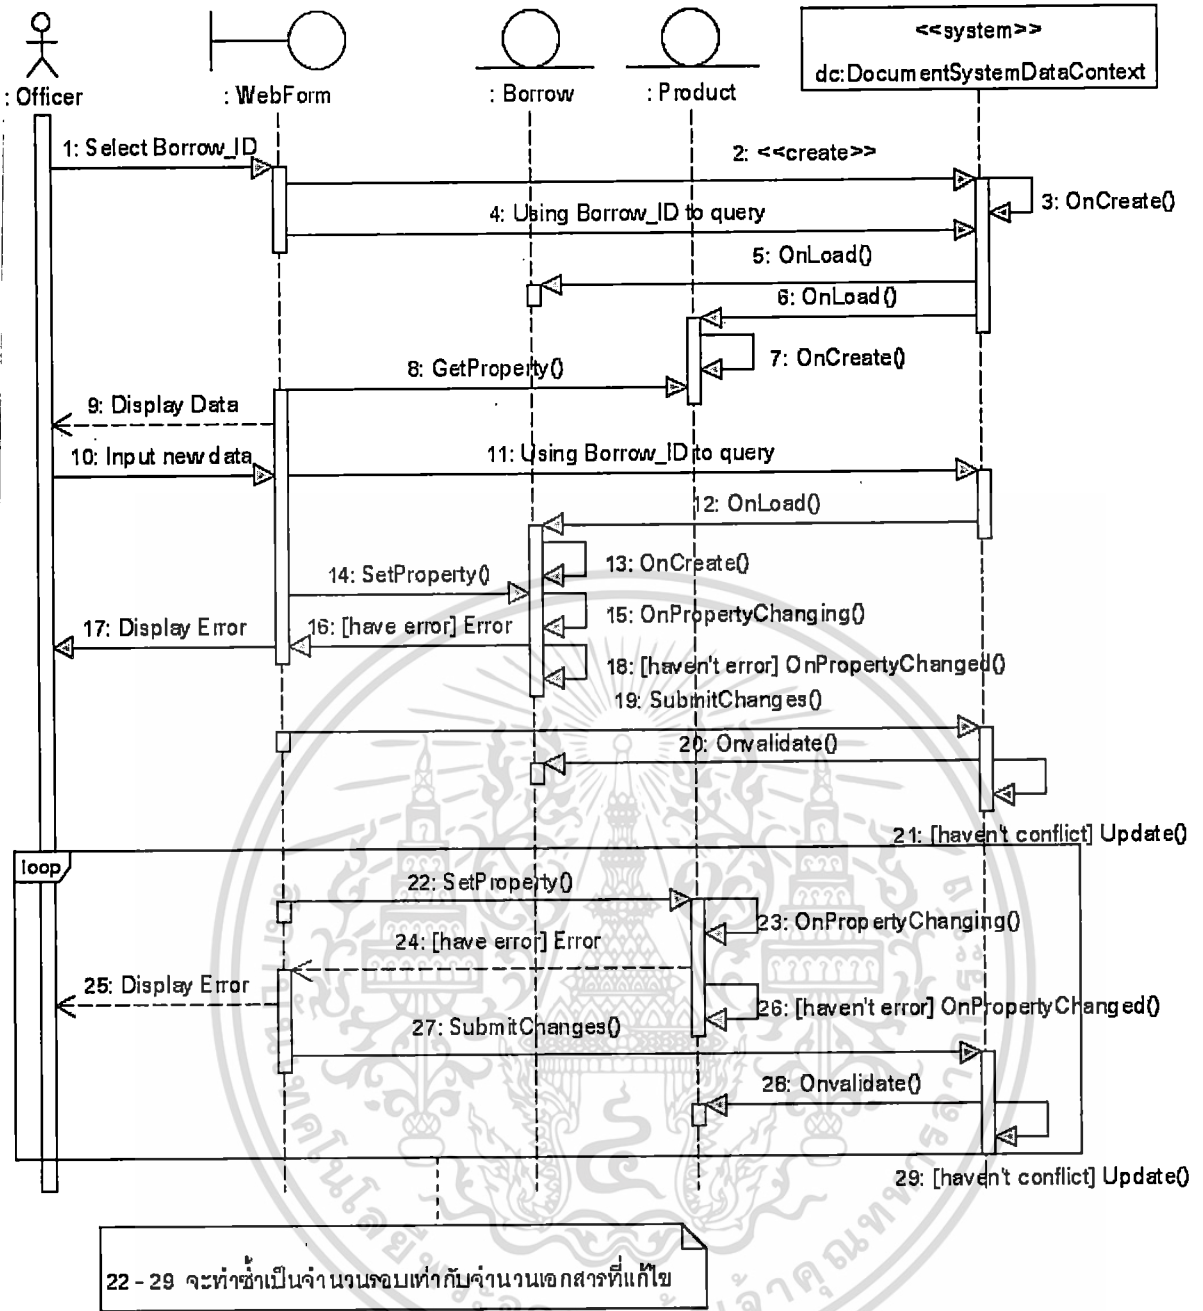 <<system>>
dc:DocumentSystemDataContext
: Officer
: WebForm
: Borrow
: Product
1: Select Borrow_ID
2: <<create>>
3: OnCreate()
4: Using Borrow_ID to query
5: OnLoad()
6: OnLoad()
7: OnCreate()
8: GetProperty()
9: Display Data
10: Input new data
11: Using Borrow_ID to query
12: OnLoad()
13: OnCreate()
14: SetProperty()
15: OnPropertyChanging()
16: [have error] Error
17: Display Error
18: [haven't error] OnPropertyChanged()
19: SubmitChanges()
20: Onvalidate()
21: [haven't conflict] Update()
loop
22: SetProperty()
23: OnPropertyChanging()
24: [have error] Error
25: Display Error
26: [haven't error] OnPropertyChanged()
27: SubmitChanges()
28: Onvalidate()
29: [haven't conflict] Update()
22 - 29 จะทำซ้ำเป็นจำนวนรอบเท่ากับจำนวนเอกสารที่แก้ไข